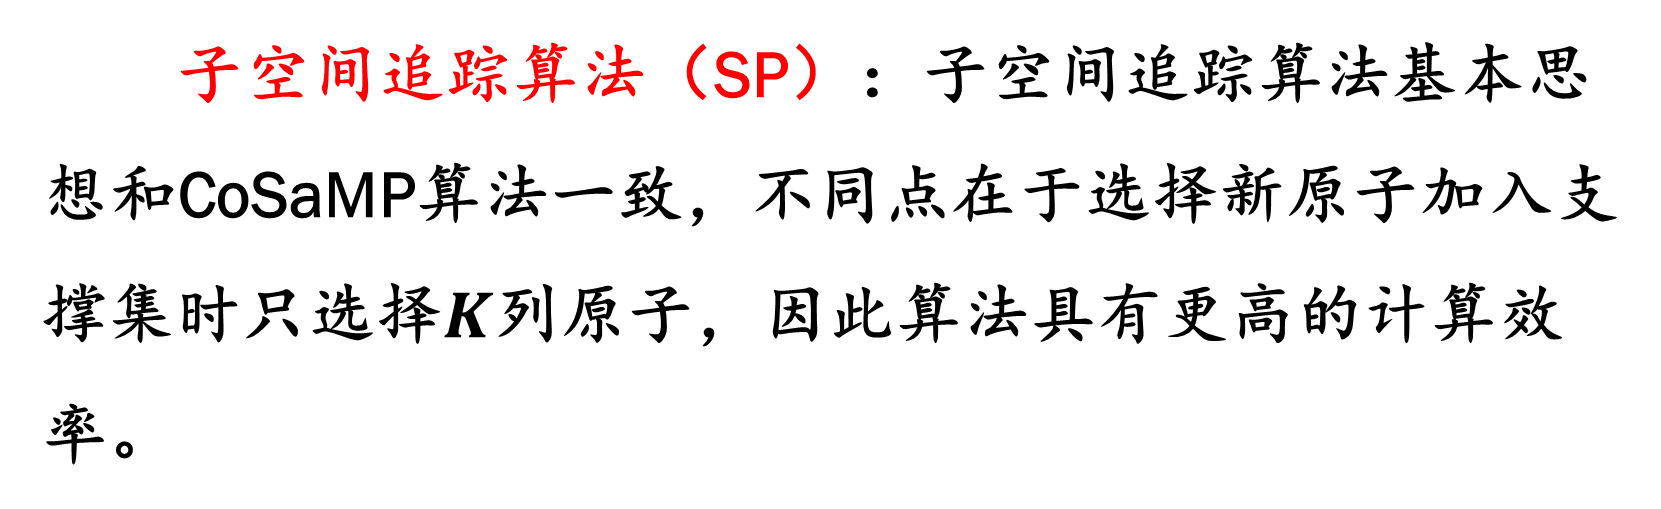 子空间追踪算法（SP）：子空间追踪算法基本思
想和CoSaMP算法一致，不同点在于选择新原子加入支
撑集时只选择K列原子，因此算法具有更高的计算效
率。